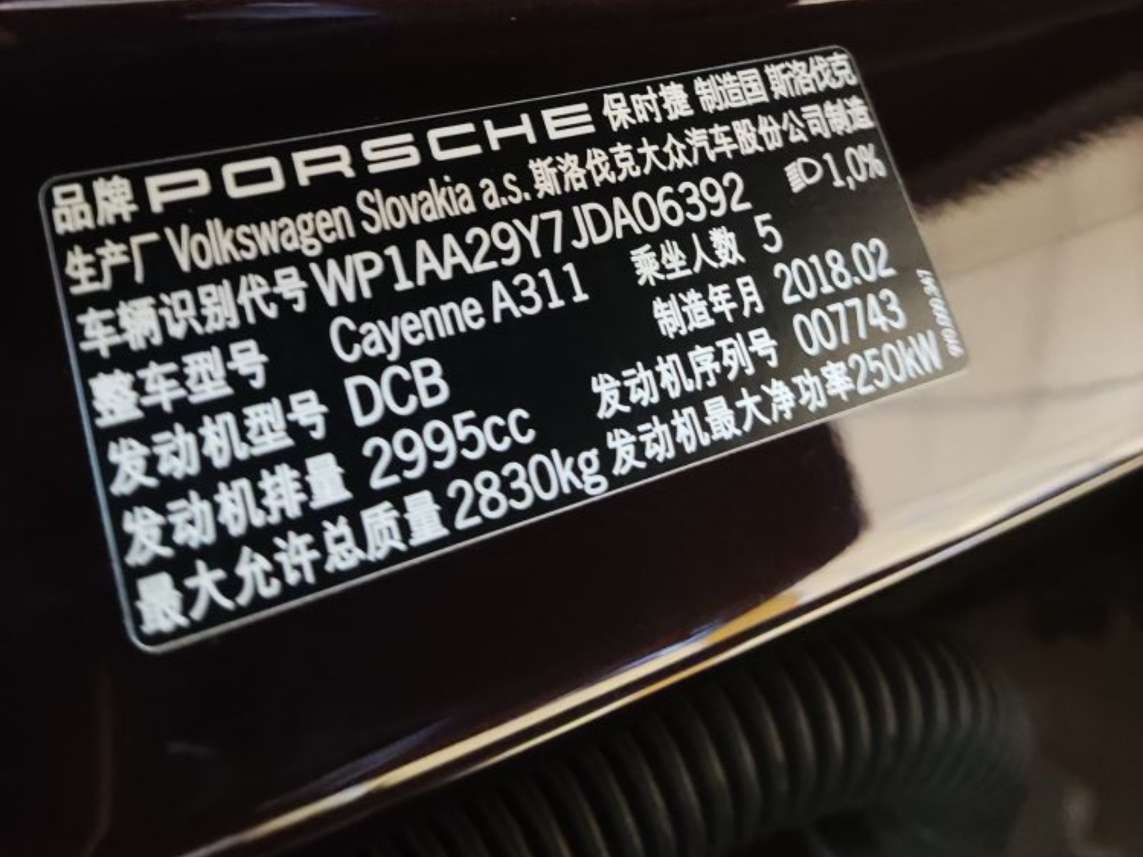 品牌 PORSCHE 保时捷 制造国 斯洛伐克
生产厂 Volkswagen Slovakia a.s. 斯洛伐克大众汽车股份公司制造
车辆识别代号 WP1AA29Y7JDA06392 1,0%
整车型号 Cayenne A311 乘坐人数 5
发动机型号 DCB 制造年月 2018.02
发动机排量 2995cc 发动机序列号 007743
最大允许总质量 2830kg 发动机最大净功率 250kW